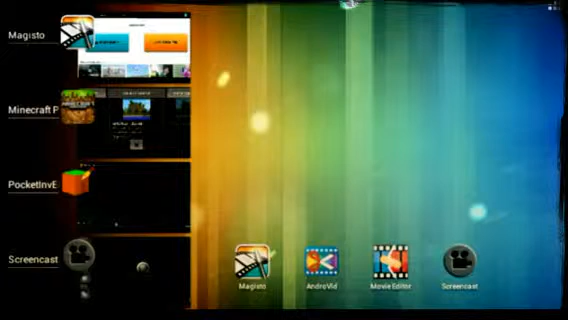 Magisto
Minecraft P
PocketInvE
Screencast
Magisto
AndroVid
Movie Editor
Screencast